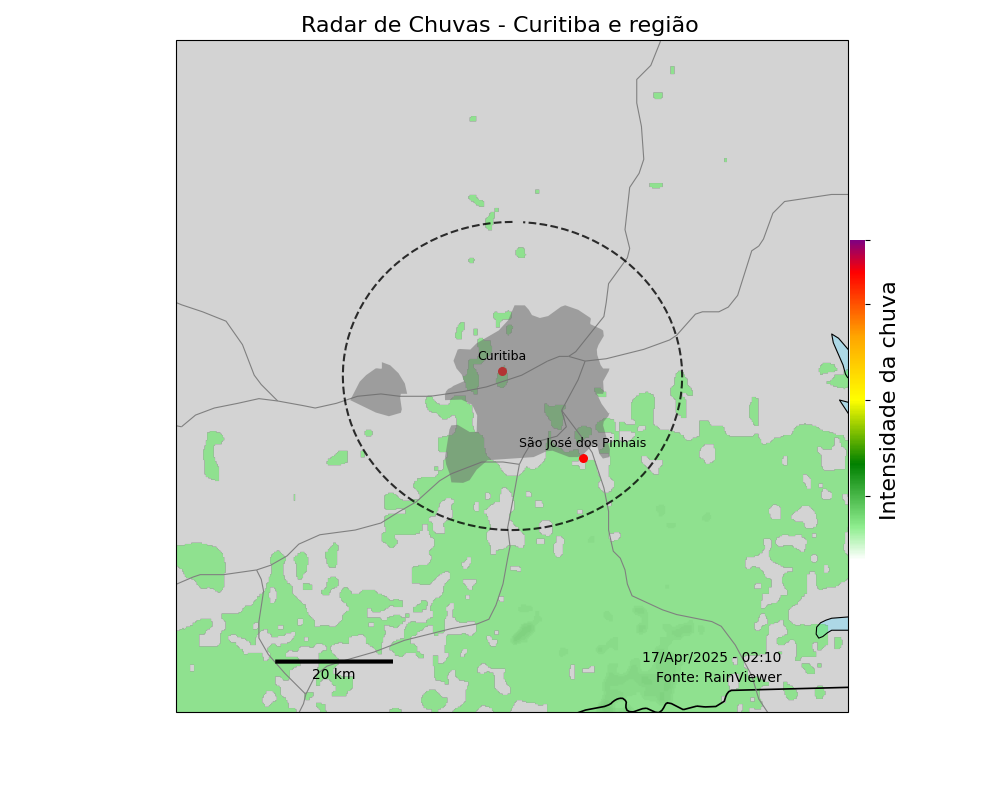 Radar de Chuvas - Curitiba e região
Curitiba
São José dos Pinhais
Intensidade da chuva
17/Apr/2025 - 02:10
Fonte: RainViewer
20 km